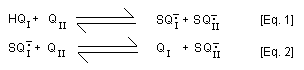 HQ_I + Q_II ⇌ SQ_I^•̄ + SQ_II^•̄ [Eq. 1]
SQ_I^•̄ + Q_II ⇌ Q_I + SQ_II^•̄ [Eq. 2]